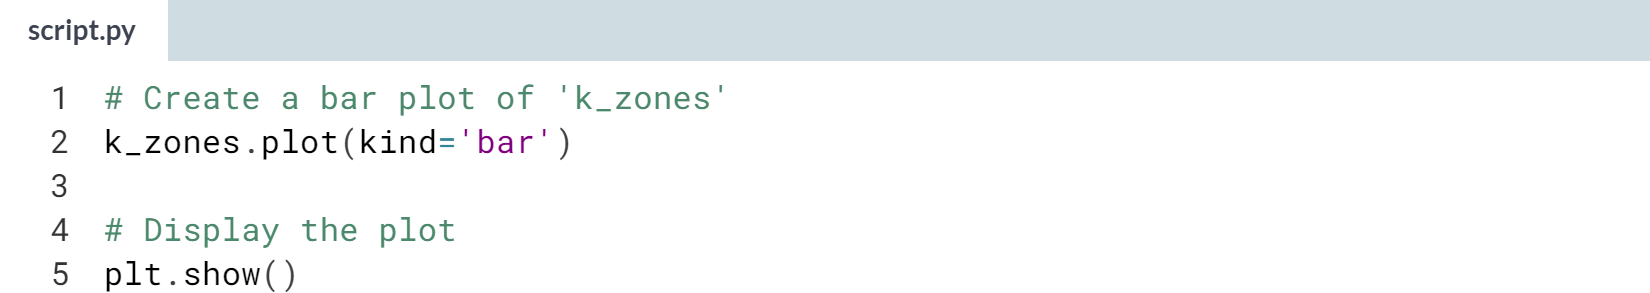 script.py
1 # Create a bar plot of 'k_zones'
2 k_zones.plot(kind='bar')
3
4 # Display the plot
5 plt.show()